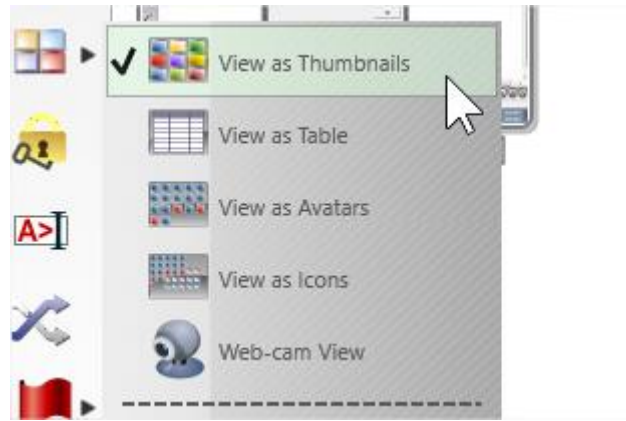 View as Thumbnails
View as Table
View as Avatars
A>
View as Icons
Web-cam View